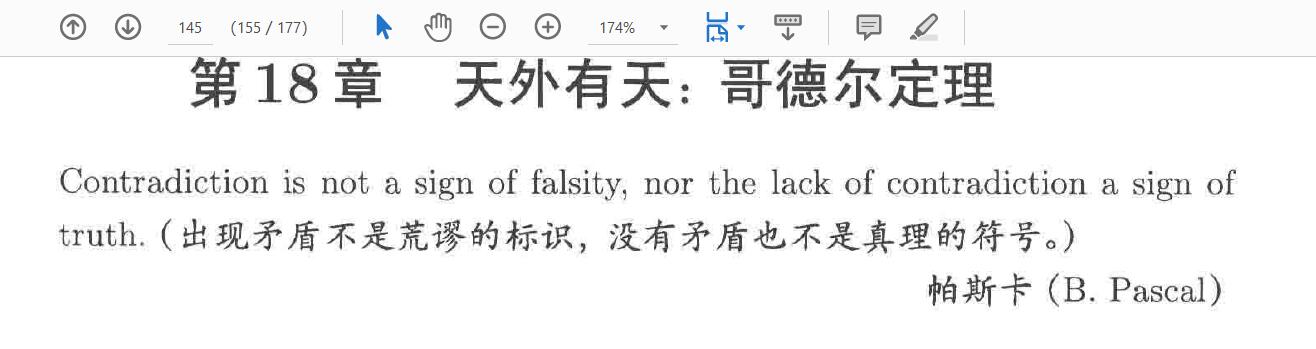 145 (155 / 177) 174%
第 18 章 天外有天：哥德尔定理
Contradiction is not a sign of falsity, nor the lack of contradiction a sign of
truth. (出现矛盾不是荒谬的标识，没有矛盾也不是真理的符号。)
帕斯卡 (B. Pascal)